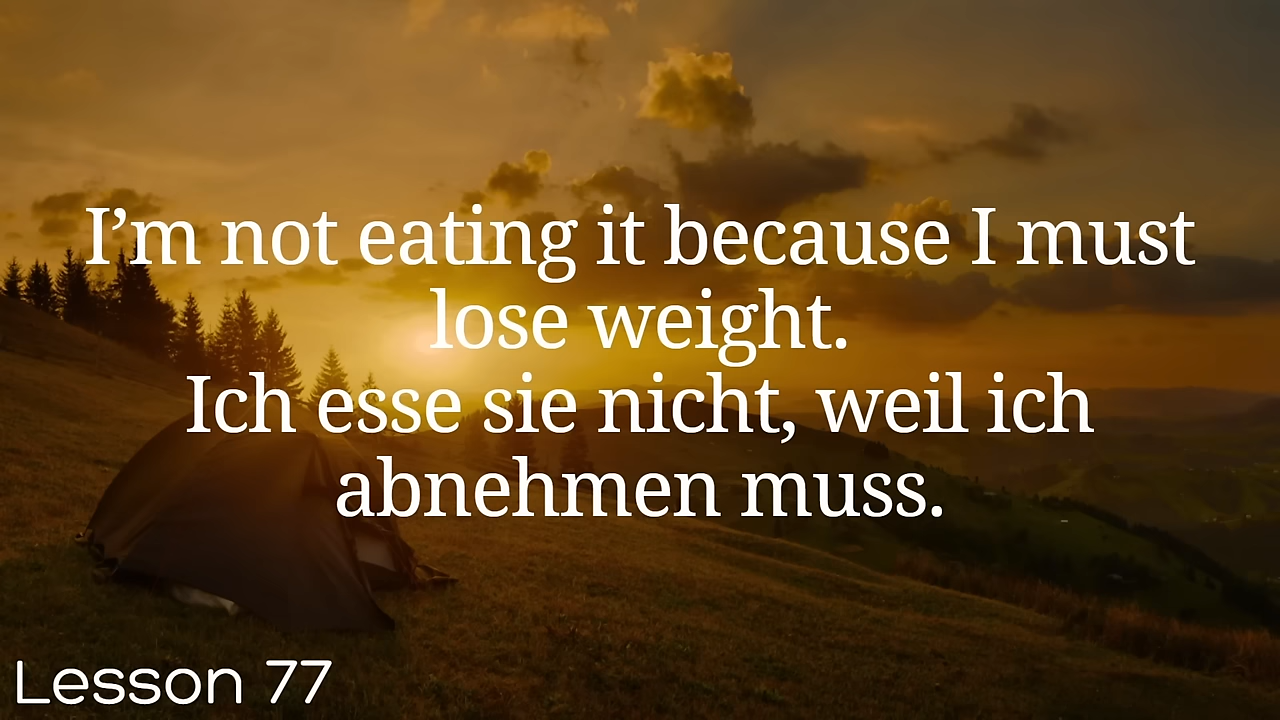 I’m not eating it because I must
lose weight.
Ich esse sie nicht, weil ich
abnehmen muss.
Lesson 77